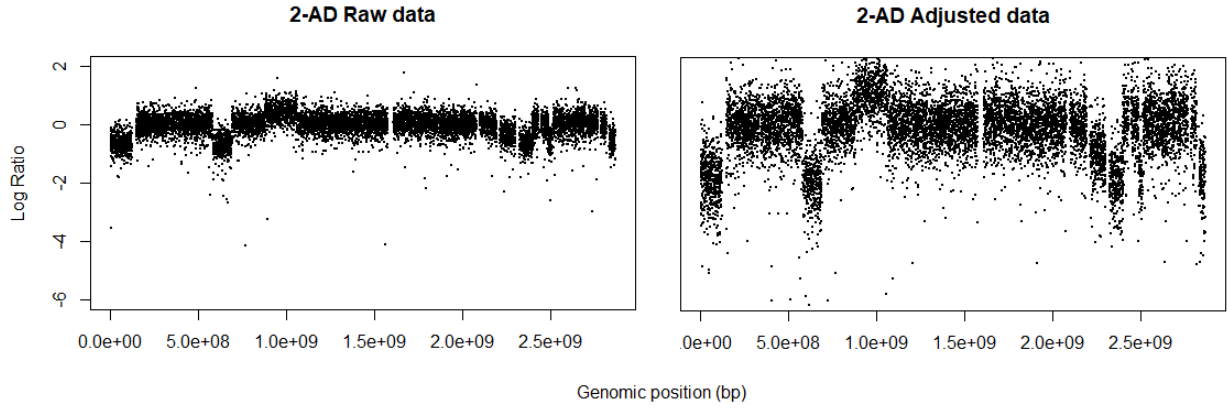 2-AD Raw data
2-AD Adjusted data
Log Ratio
2
0
-2
-4
-6
0.0e+00 5.0e+08 1.0e+09 1.5e+09 2.0e+09 2.5e+09
.0e+00 5.0e+08 1.0e+09 1.5e+09 2.0e+09 2.5e+09
Genomic position (bp)